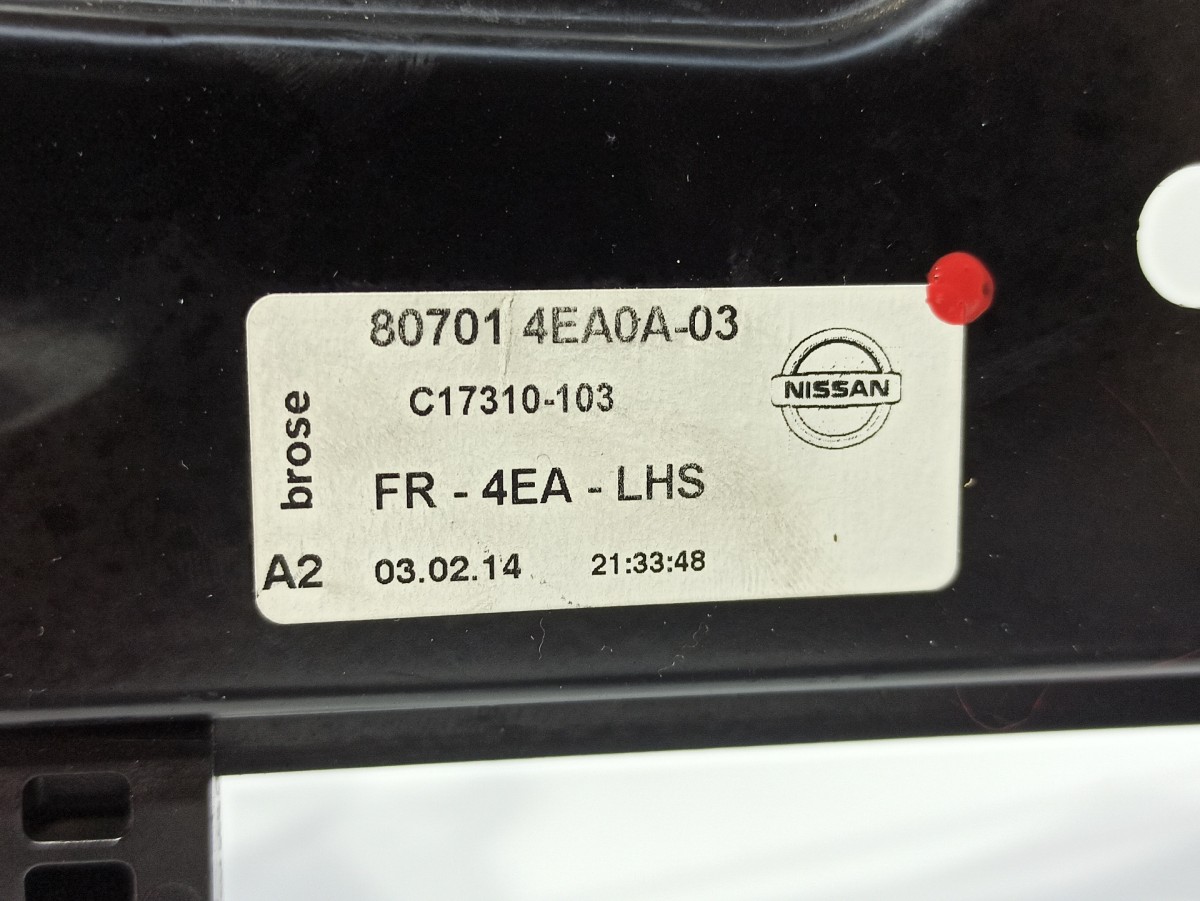 80701 4EA0A-03
C17310-103
NISSAN
brose
FR - 4EA - LHS
A2 03.02.14 21:33:48